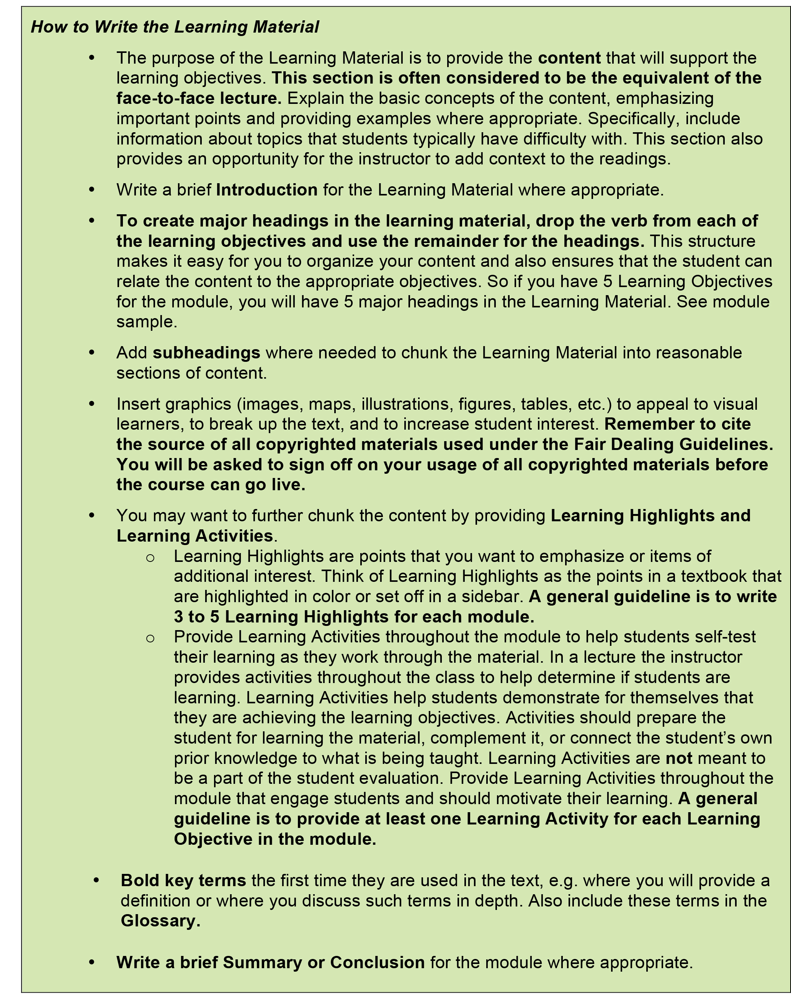 How to Write the Learning Material
• The purpose of the Learning Material is to provide the content that will support the
learning objectives. This section is often considered to be the equivalent of the
face-to-face lecture. Explain the basic concepts of the content, emphasizing
important points and providing examples where appropriate. Specifically, include
information about topics that students typically have difficulty with. This section also
provides an opportunity for the instructor to add context to the readings.
• Write a brief Introduction for the Learning Material where appropriate.
• To create major headings in the learning material, drop the verb from each of
the learning objectives and use the remainder for the headings. This structure
makes it easy for you to organize your content and also ensures that the student can
relate the content to the appropriate objectives. So if you have 5 Learning Objectives
for the module, you will have 5 major headings in the Learning Material. See module
sample.
• Add subheadings where needed to chunk the Learning Material into reasonable
sections of content.
• Insert graphics (images, maps, illustrations, figures, tables, etc.) to appeal to visual
learners, to break up the text, and to increase student interest. Remember to cite
the source of all copyrighted materials used under the Fair Dealing Guidelines.
You will be asked to sign off on your usage of all copyrighted materials before
the course can go live.
• You may want to further chunk the content by providing Learning Highlights and
Learning Activities.
o Learning Highlights are points that you want to emphasize or items of
additional interest. Think of Learning Highlights as the points in a textbook that
are highlighted in color or set off in a sidebar. A general guideline is to write
3 to 5 Learning Highlights for each module.
o Provide Learning Activities throughout the module to help students self-test
their learning as they work through the material. In a lecture the instructor
provides activities throughout the class to help determine if students are
learning. Learning Activities help students demonstrate for themselves that
they are achieving the learning objectives. Activities should prepare the
student for learning the material, complement it, or connect the student’s own
prior knowledge to what is being taught. Learning Activities are not meant to
be a part of the student evaluation. Provide Learning Activities throughout the
module that engage students and should motivate their learning. A general
guideline is to provide at least one Learning Activity for each Learning
Objective in the module.
• Bold key terms the first time they are used in the text, e.g. where you will provide a
definition or where you discuss such terms in depth. Also include these terms in the
Glossary.
• Write a brief Summary or Conclusion for the module where appropriate.